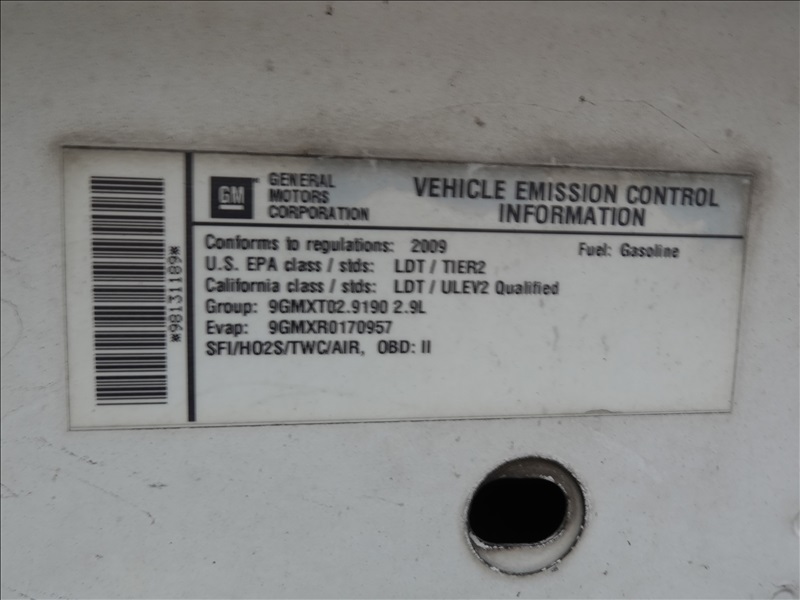 *98131189*
GM
GENERAL
MOTORS
CORPORATION
VEHICLE EMISSION CONTROL
INFORMATION
Conforms to regulations: 2009 Fuel: Gasoline
U.S. EPA class / stds: LDT / TIER2
California class / stds: LDT / ULEV2 Qualified
Group: 9GMXT02.9190 2.9L
Evap: 9GMXR0170957
SFI/HO2S/TWC/AIR, OBD: II